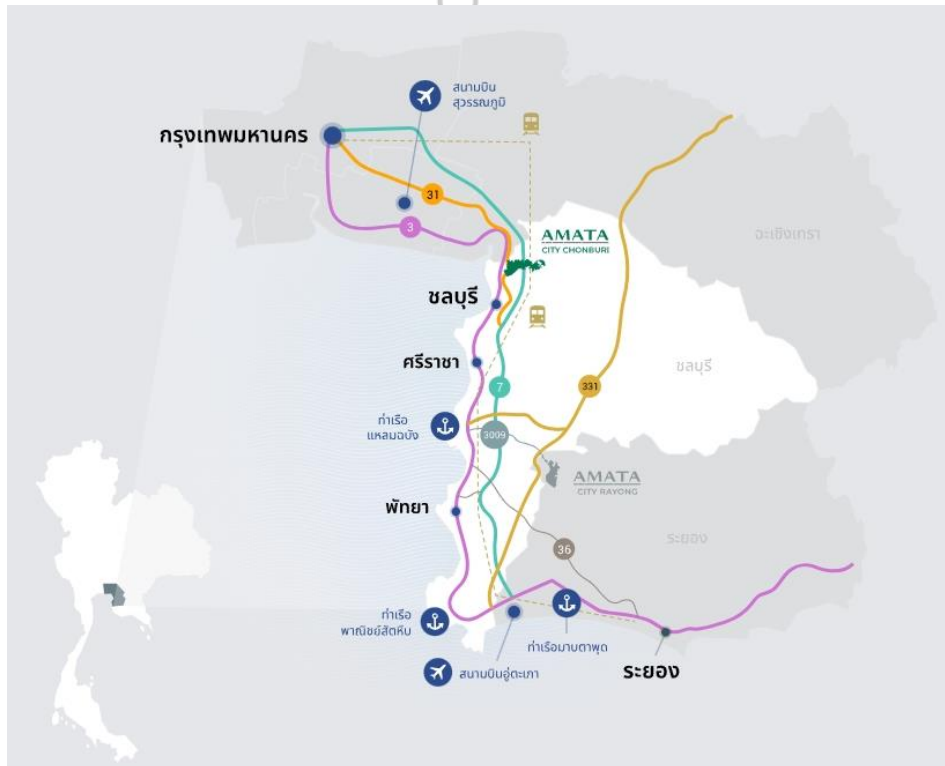 สนามบิน
สุวรรณภูมิ
กรุงเทพมหานคร
31
3
AMATA
CITY CHONBURI
ฉะเชิงเทรา
ชลบุรี
ศรีราชา
ชลบุรี
7
331
ท่าเรือ
แหลมฉบัง
3009
AMATA
CITY RAYONG
พัทยา
ระยอง
36
ท่าเรือ
พาณิชย์สัตหีบ
ท่าเรือมาบตาพุด
สนามบินอู่ตะเภา
ระยอง